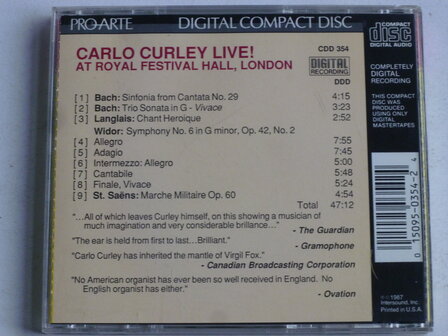 PRO ARTE DIGITAL COMPACT DISC
CARLO CURLEY LIVE!
AT ROYAL FESTIVAL HALL, LONDON
CDD 354
DIGITAL
RECORDING
DDD
[1] Bach: Sinfonia from Cantata No. 29 4:15
[2] Bach: Trio Sonata in G - Vivace 3:23
[3] Langlais: Chant Heroique 2:52
Widor: Symphony No. 6 in G minor, Op. 42, No. 2
[4] Allegro 7:55
[5] Adagio 7:45
[6] Intermezzo: Allegro 5:00
[7] Cantabile 5:48
[8] Finale, Vivace 5:24
[9] St. Saëns: Marche Militaire Op. 60 4:54
Total 47:12
"...All of which leaves Curley himself, on this showing a musician of
much imagination and very considerable brilliance..."
- The Guardian
"The ear is held from first to last...Brilliant."
- Gramophone
"Carlo Curley has inherited the mantle of Virgil Fox."
- Canadian Broadcasting Corporation
"No American organist has ever been so well received in England. No
English organist has either."
- Ovation
COMPACT
disc
DIGITAL AUDIO
COMPLETELY
DIGITAL
RECORDING
THIS COMPACT
DISC WAS
PRODUCED
USING ONLY
DIGITAL
MASTERTAPES
0 15095-0354-2 4
℗©1987
Intersound, Inc.
Printed in U.S.A.